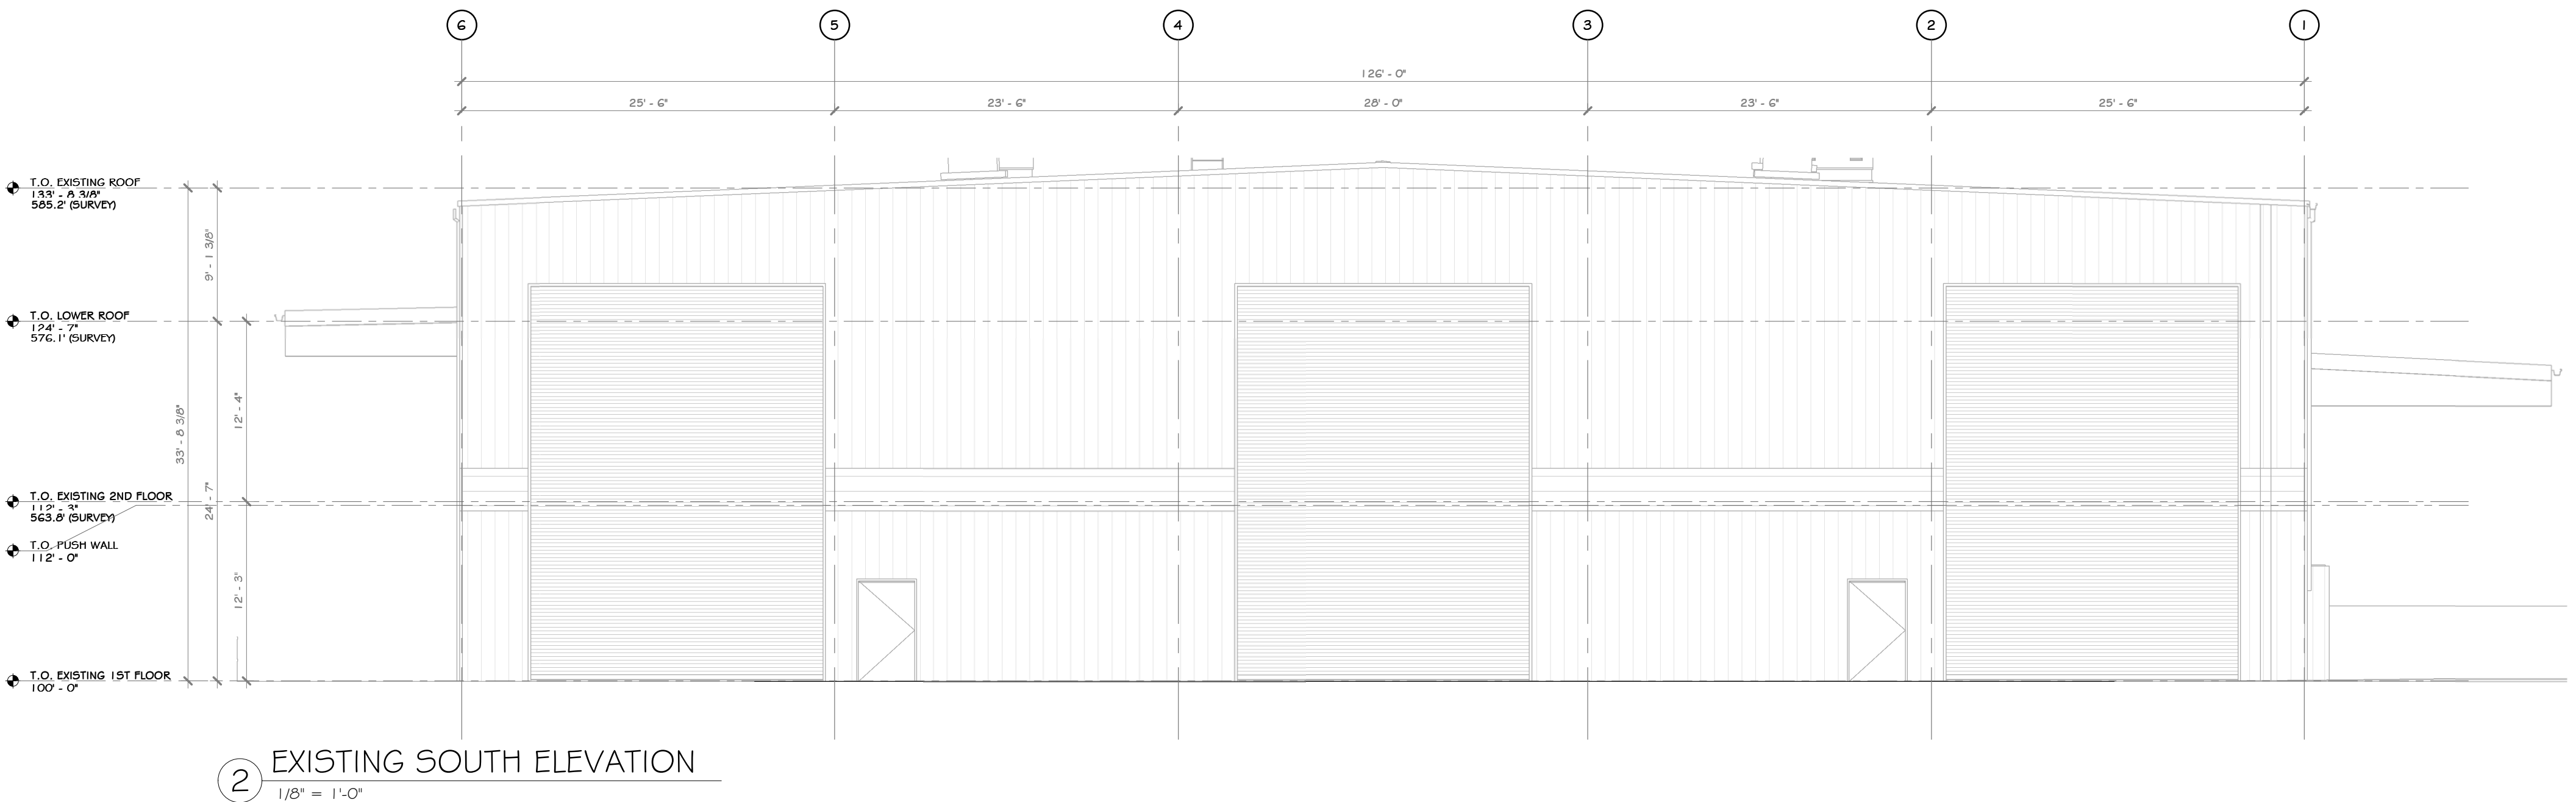 6 5 4 3 2 1
126' - 0"
25' - 6" 23' - 6" 28' - 0" 23' - 6" 25' - 6"
T.O. EXISTING ROOF
133' - 8 3/8"
585.2' (SURVEY)
9' - 1 3/8"
T.O. LOWER ROOF
124' - 7"
576.1' (SURVEY)
12' - 4"
33' - 8 3/8"
24' - 7"
T.O. EXISTING 2ND FLOOR
112' - 3"
563.8' (SURVEY)
T.O. PUSH WALL
112' - 0"
12' - 3"
T.O. EXISTING 1ST FLOOR
100' - 0"
2 EXISTING SOUTH ELEVATION
1/8" = 1'-0"